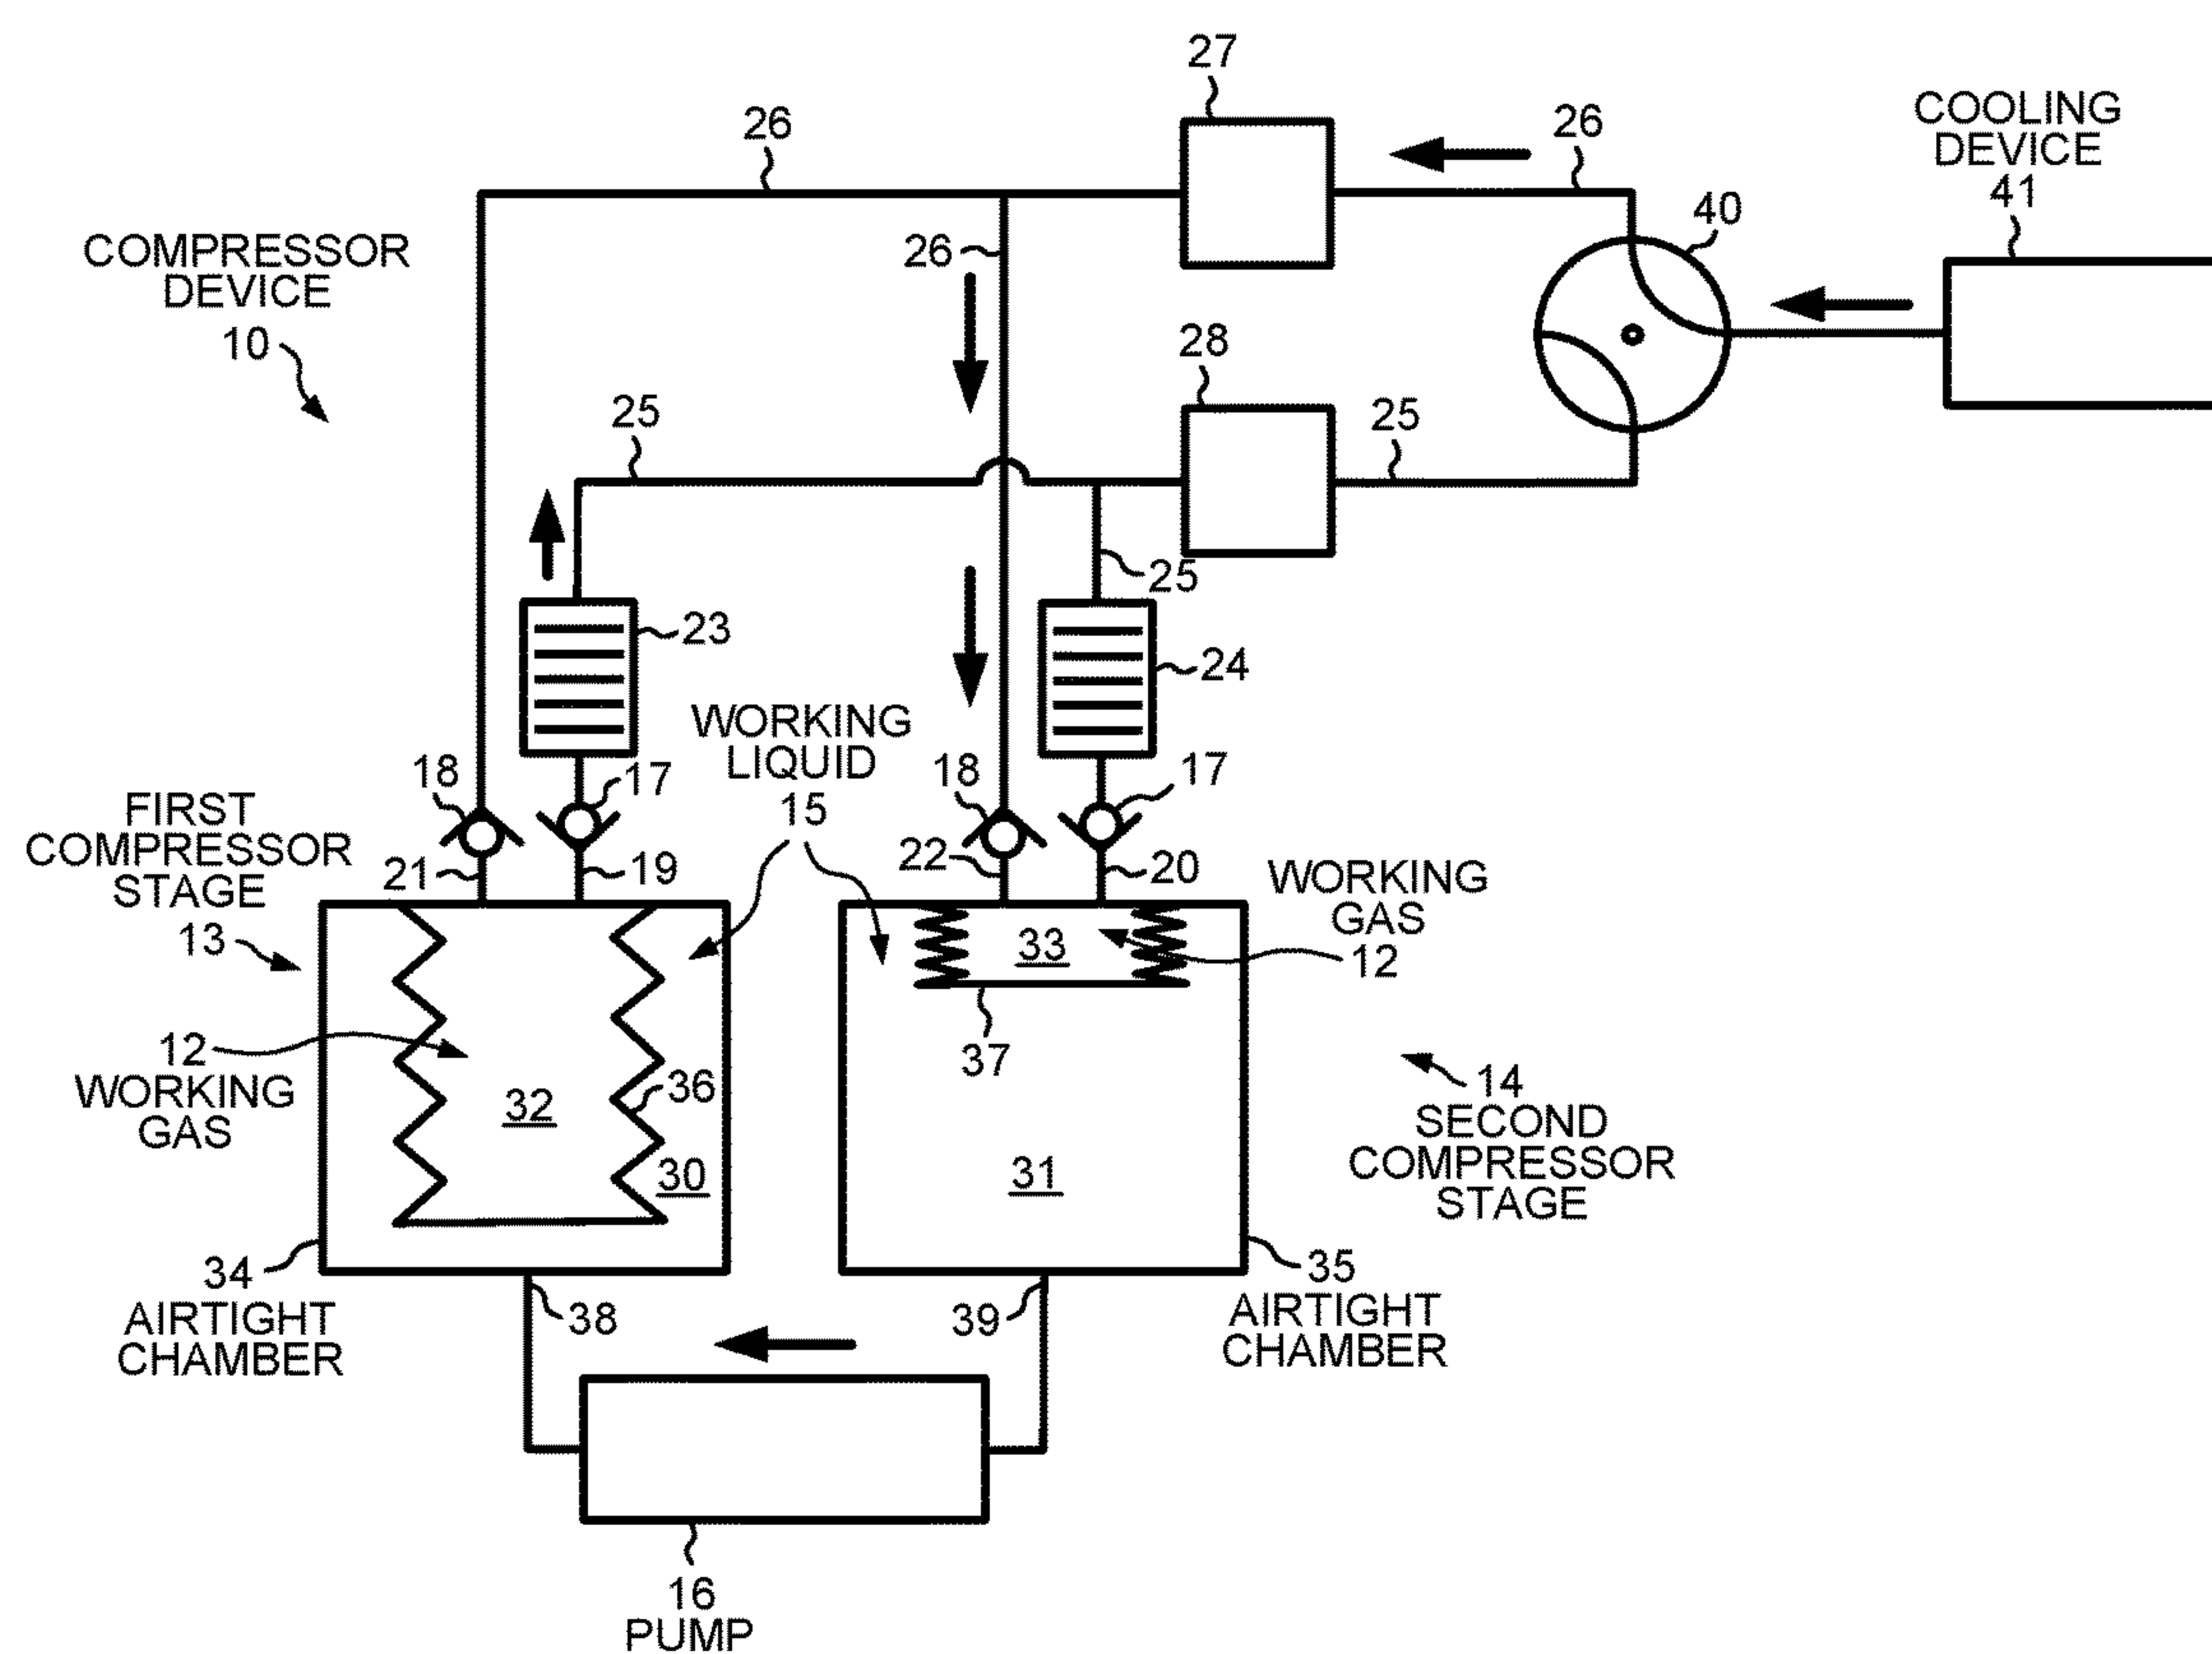 27
26
26
COOLING
DEVICE
41
40
COMPRESSOR
DEVICE
10
26
28
25
25
25
23
24
WORKING
LIQUID
15
18
17
18
17
FIRST
COMPRESSOR
STAGE
13
21
19
22
20
WORKING
GAS
12
33
37
12
WORKING
GAS
32
36
30
31
14
SECOND
COMPRESSOR
STAGE
34
AIRTIGHT
CHAMBER
38
39
35
AIRTIGHT
CHAMBER
16
PUMP